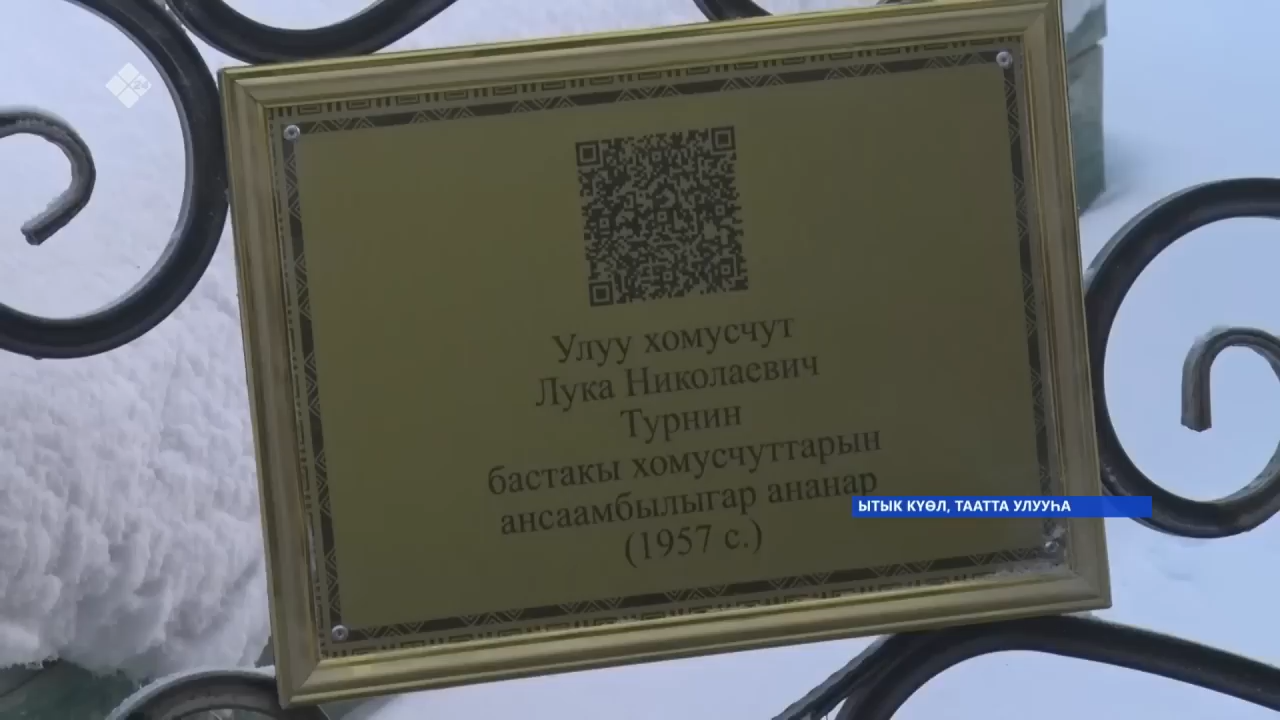 Улуу хомусчут
Лука Николаевич
Турнин
бастакы хомусчуттарын
ансаамбылыгар ананар
(1957 с.)
ЫТЫК КҮӨЛ, ТААТТА УЛУУҺА